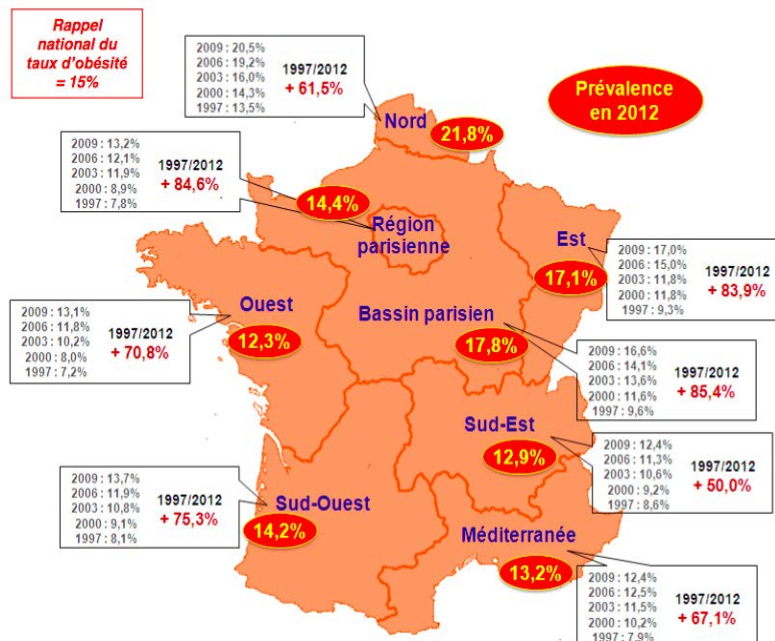 Rappel
national du
taux d'obésité
= 15%
2009 : 20,5%
2006 : 19,2%
2003 : 16,0%
2000 : 14,3%
1997 : 13,5%
1997/2012
+ 61,5%
Nord
21,8%
Prévalence
en 2012
2009 : 13,2%
2006 : 12,1%
2003 : 11,9%
2000 : 8,9%
1997 : 7,8%
1997/2012
+ 84,6%
14,4%
Région
parisienne
Est
17,1%
2009 : 17,0%
2006 : 15,0%
2003 : 11,8%
2000 : 11,8%
1997 : 9,3%
1997/2012
+ 83,9%
2009 : 13,1%
2006 : 11,8%
2003 : 10,2%
2000 : 8,0%
1997 : 7,2%
1997/2012
+ 70,8%
Ouest
12,3%
Bassin parisien
17,8%
2009 : 16,6%
2006 : 14,1%
2003 : 13,6%
2000 : 11,6%
1997 : 9,6%
1997/2012
+ 85,4%
Sud-Est
12,9%
2009 : 12,4%
2006 : 11,3%
2003 : 10,6%
2000 : 9,2%
1997 : 8,6%
1997/2012
+ 50,0%
2009 : 13,7%
2006 : 11,9%
2003 : 10,8%
2000 : 9,1%
1997 : 8,1%
1997/2012
+ 75,3%
Sud-Ouest
14,2%
Méditerranée
13,2%
2009 : 12,4%
2006 : 12,5%
2003 : 11,5%
2000 : 10,2%
1997 : 7,9%
1997/2012
+ 67,1%